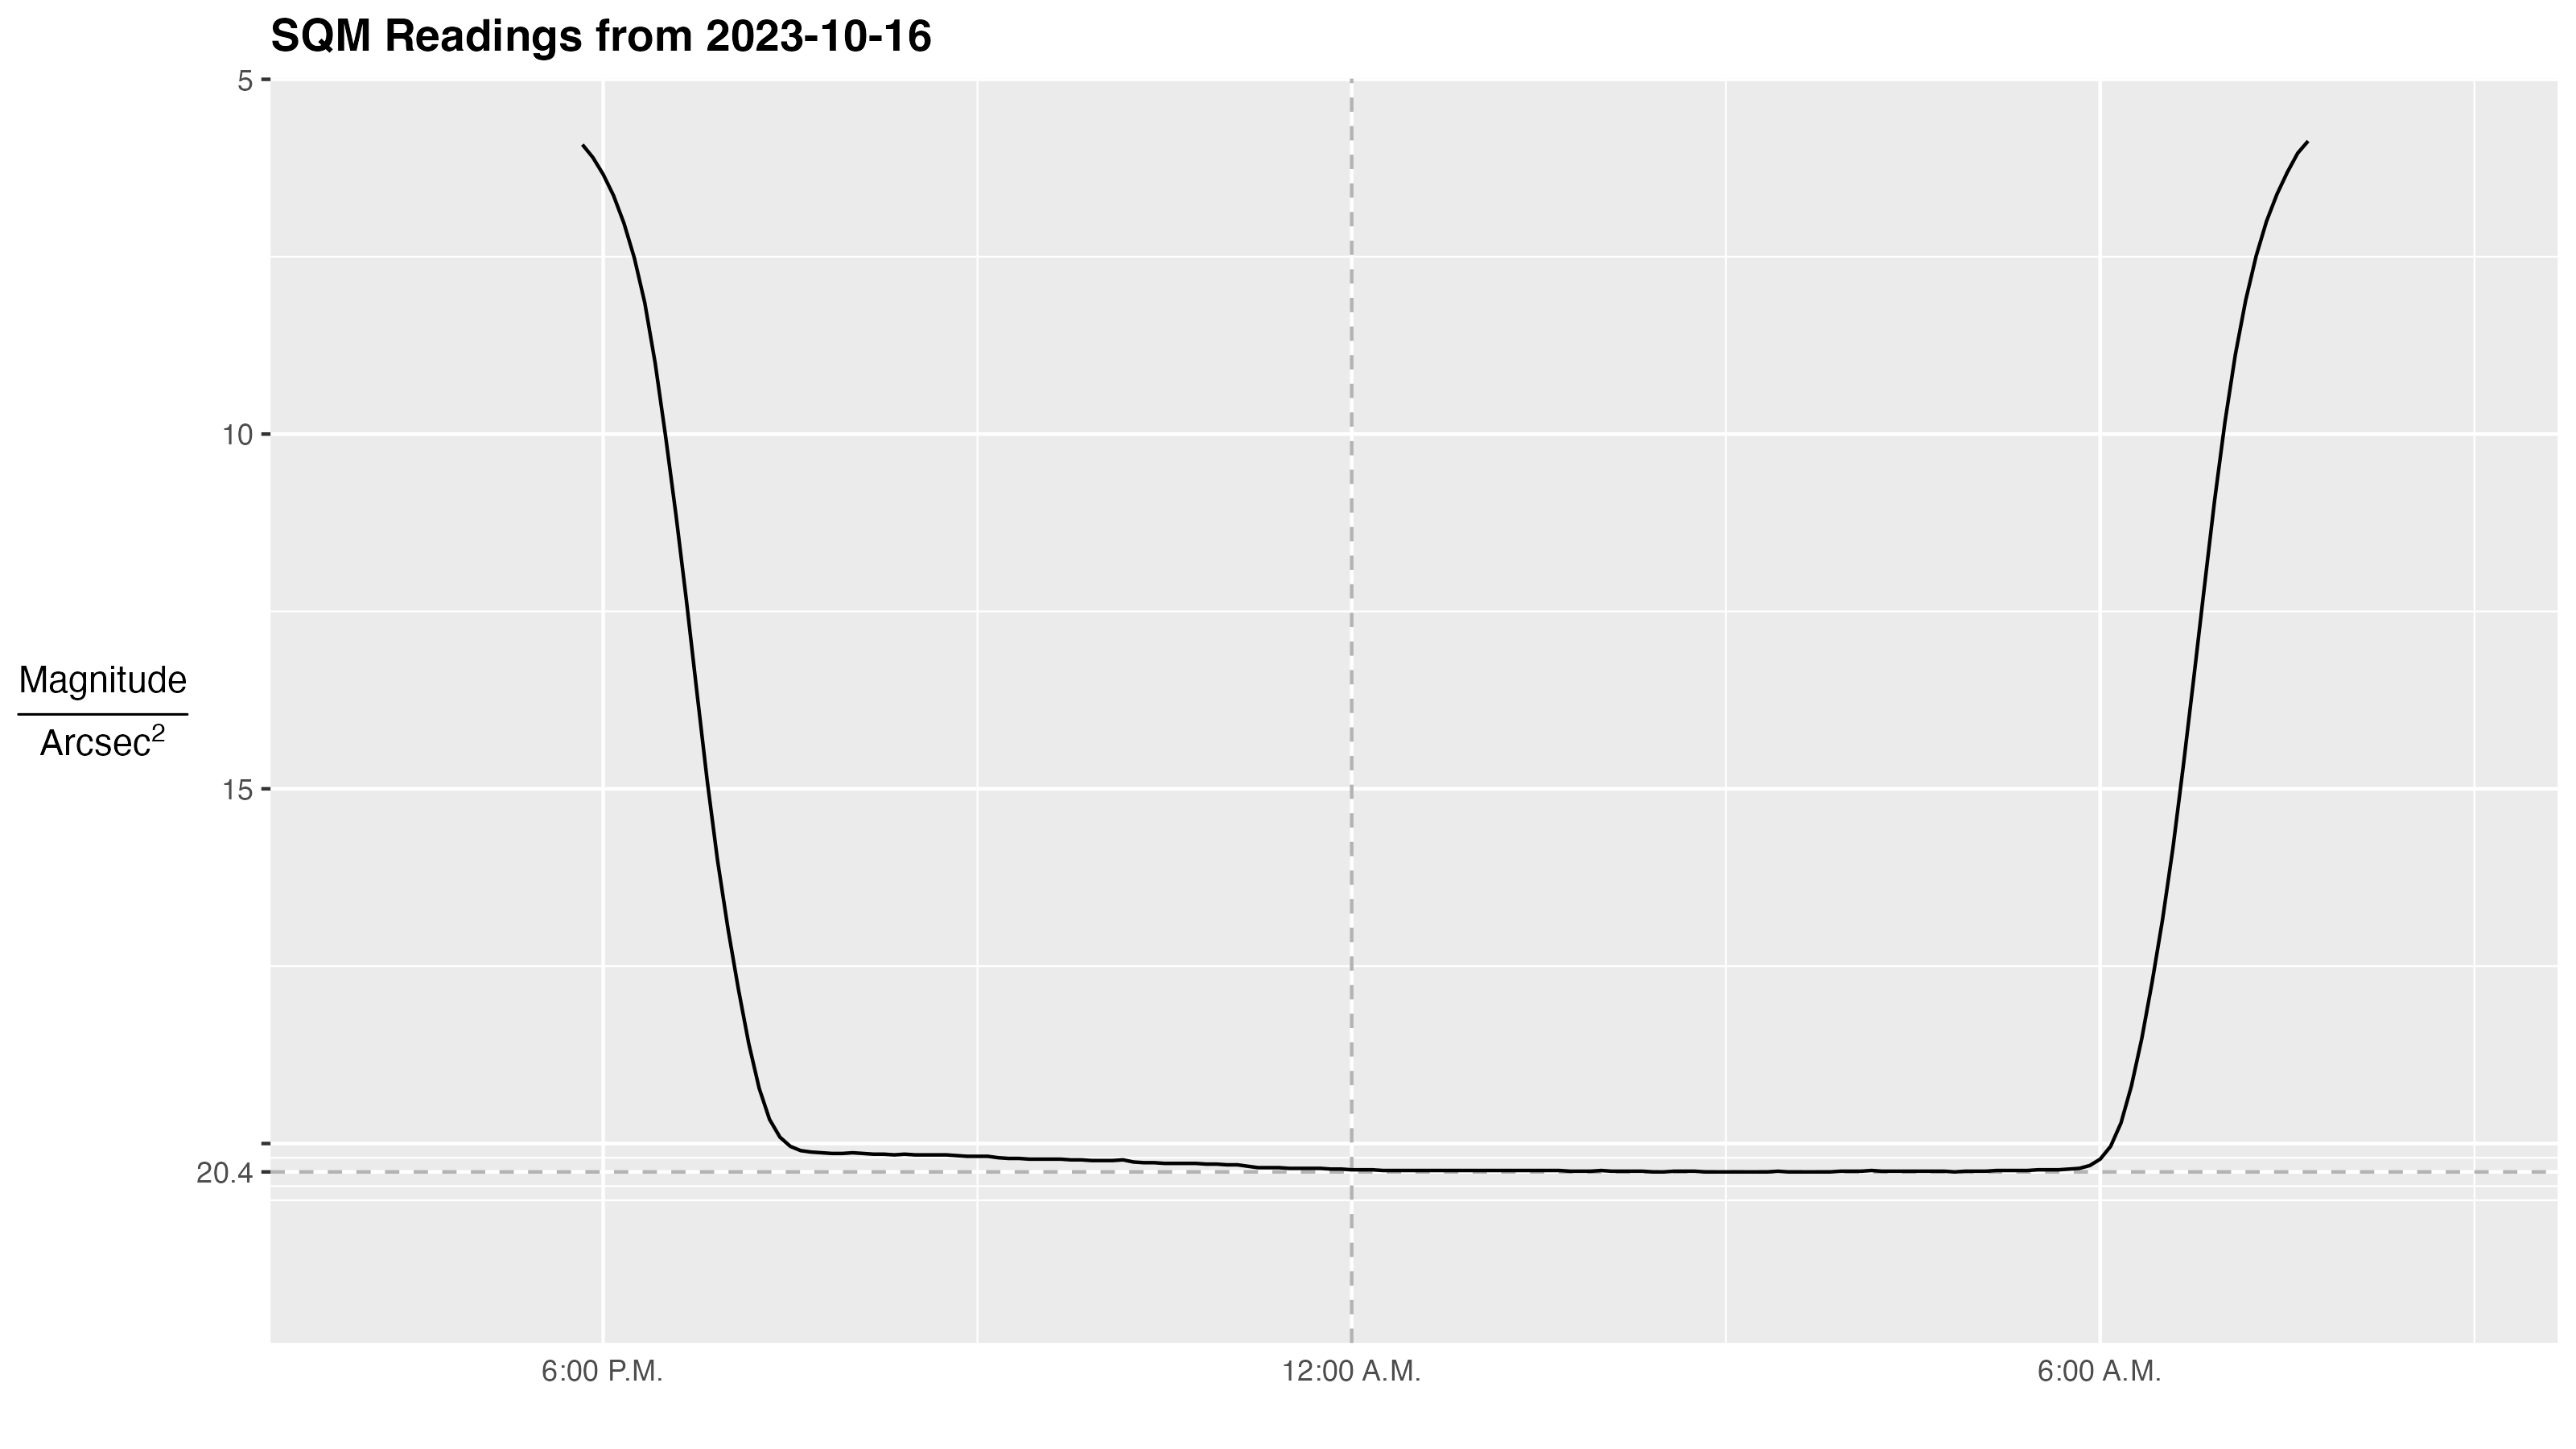 SQM Readings from 2023-10-16
5
10
15
20.4
Magnitude
Arcsec²
6:00 P.M.
12:00 A.M.
6:00 A.M.